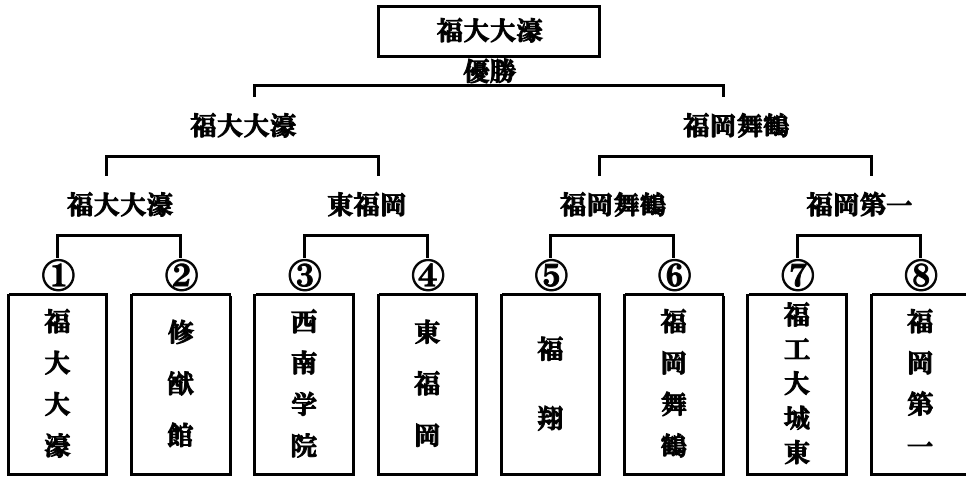 福大大濠
優勝
福大大濠
福岡舞鶴
福大大濠
東福岡
福岡舞鶴
福岡第一
①
②
③
④
⑤
⑥
⑦
⑧
福大大濠
修猷館
西南学院
東福岡
福翔
福岡舞鶴
福工大城東
福岡第一